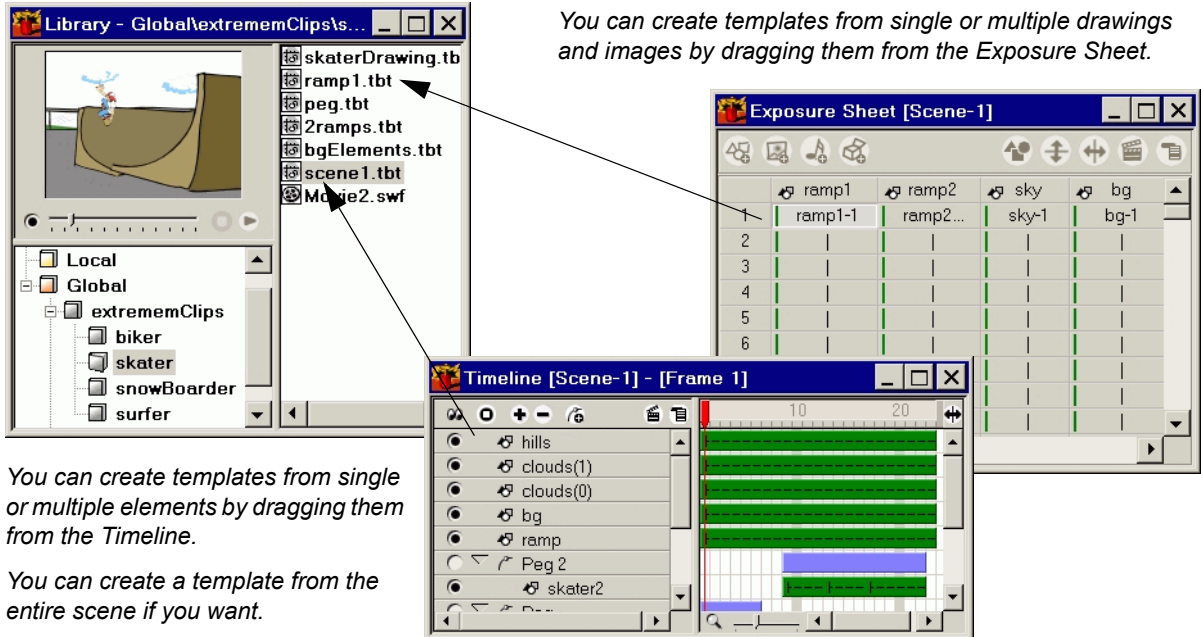 Library - Global\extrememClips\s...
skaterDrawing.tb
ramp1.tbt
peg.tbt
2ramps.tbt
bgElements.tbt
scene1.tbt
Movie2.swf
Local
Global
extrememClips
biker
skater
snowBoarder
surfer
You can create templates from single or multiple drawings
and images by dragging them from the Exposure Sheet.
Exposure Sheet [Scene-1]
ramp1 ramp2 sky bg
1 ramp1-1 ramp2... sky-1 bg-1
2
3
4
5
6
Timeline [Scene-1] - [Frame 1]
10 20
hills
clouds(1)
clouds(0)
bg
ramp
Peg 2
skater2
You can create templates from single
or multiple elements by dragging them
from the Timeline.
You can create a template from the
entire scene if you want.